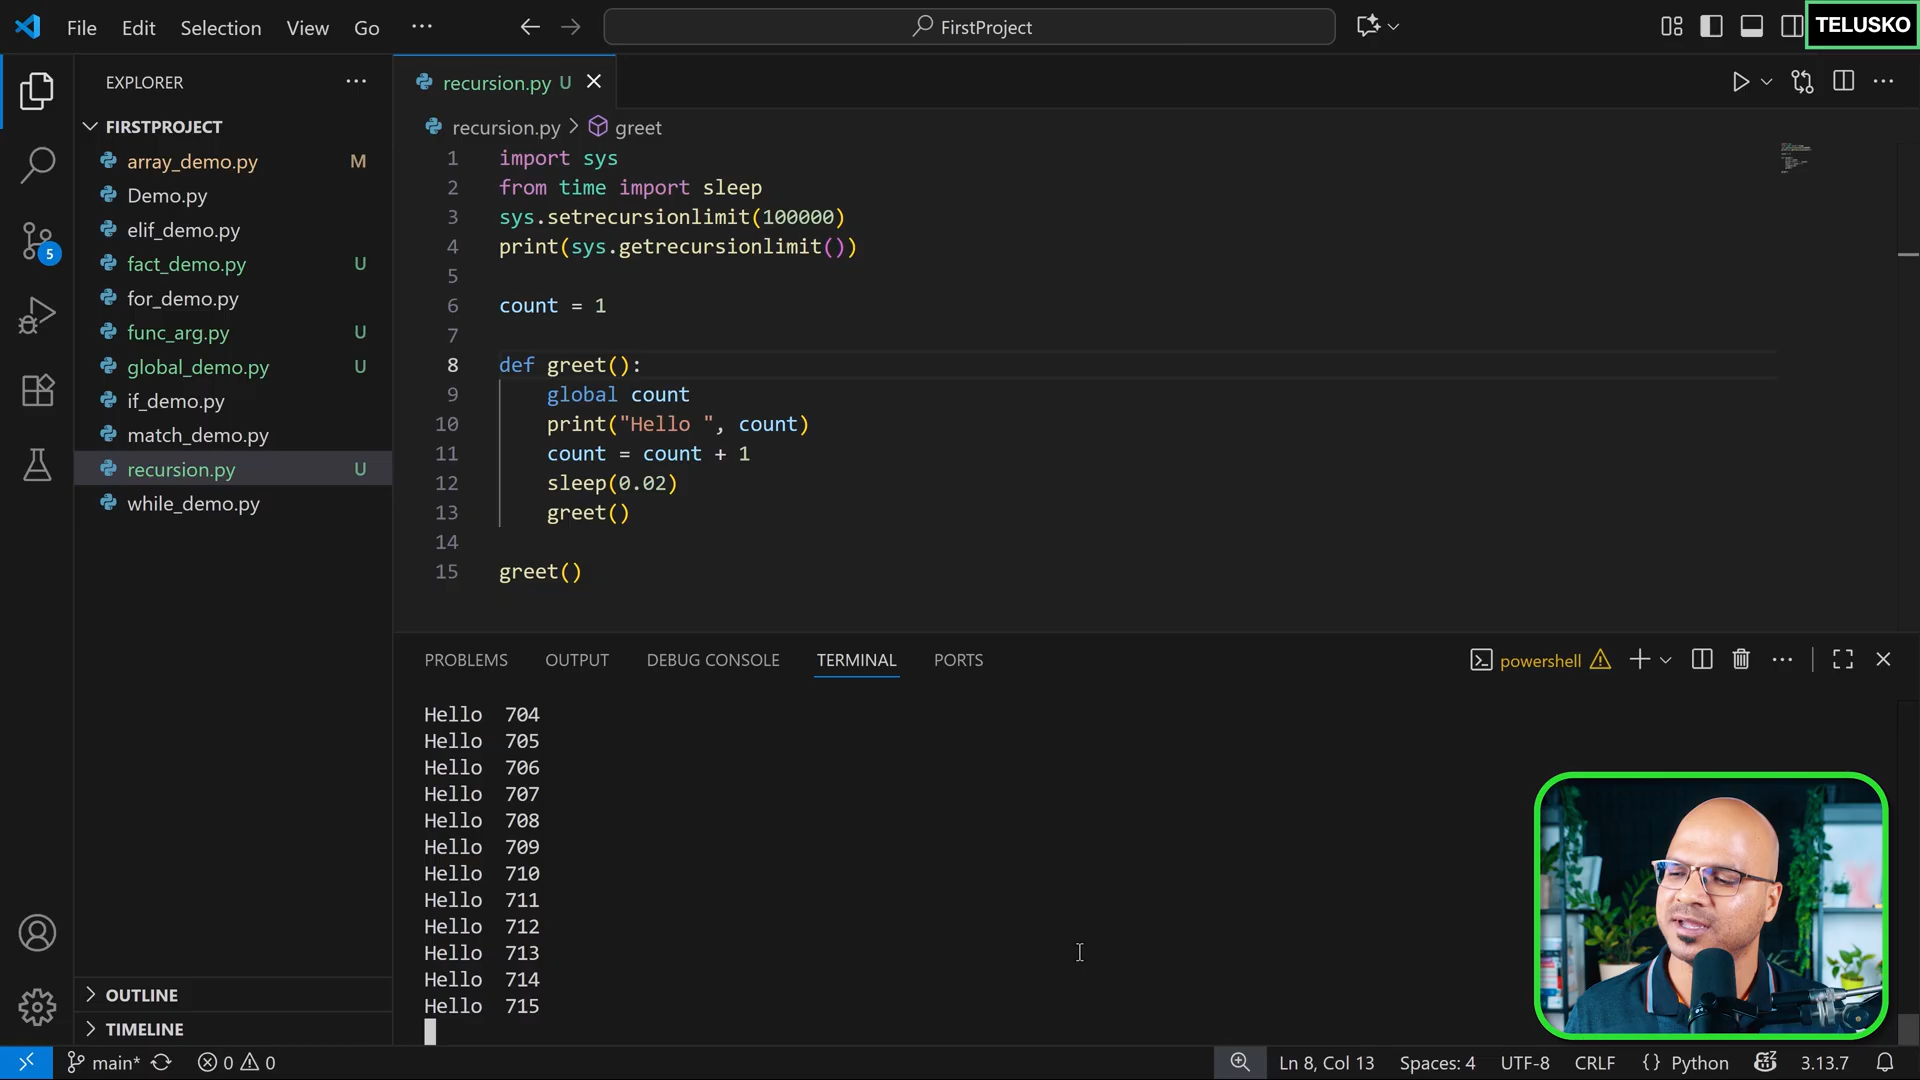 File Edit Selection View Go ···
FirstProject
TELUSKO
EXPLORER
FIRSTPROJECT
array_demo.py M
Demo.py
elif_demo.py
fact_demo.py U
for_demo.py
func_arg.py U
global_demo.py U
if_demo.py
match_demo.py
recursion.py U
while_demo.py
OUTLINE
TIMELINE
5
recursion.py U
recursion.py > greet
1 import sys
2 from time import sleep
3 sys.setrecursionlimit(100000)
4 print(sys.getrecursionlimit())
5
6 count = 1
7
8 def greet():
9 global count
10 print("Hello ", count)
11 count = count + 1
12 sleep(0.02)
13 greet()
14
15 greet()
PROBLEMS OUTPUT DEBUG CONSOLE TERMINAL PORTS
powershell
Hello  704
Hello  705
Hello  706
Hello  707
Hello  708
Hello  709
Hello  710
Hello  711
Hello  712
Hello  713
Hello  714
Hello  715
main* 0 0 Ln 8, Col 13 Spaces: 4 UTF-8 CRLF {} Python 3.13.7